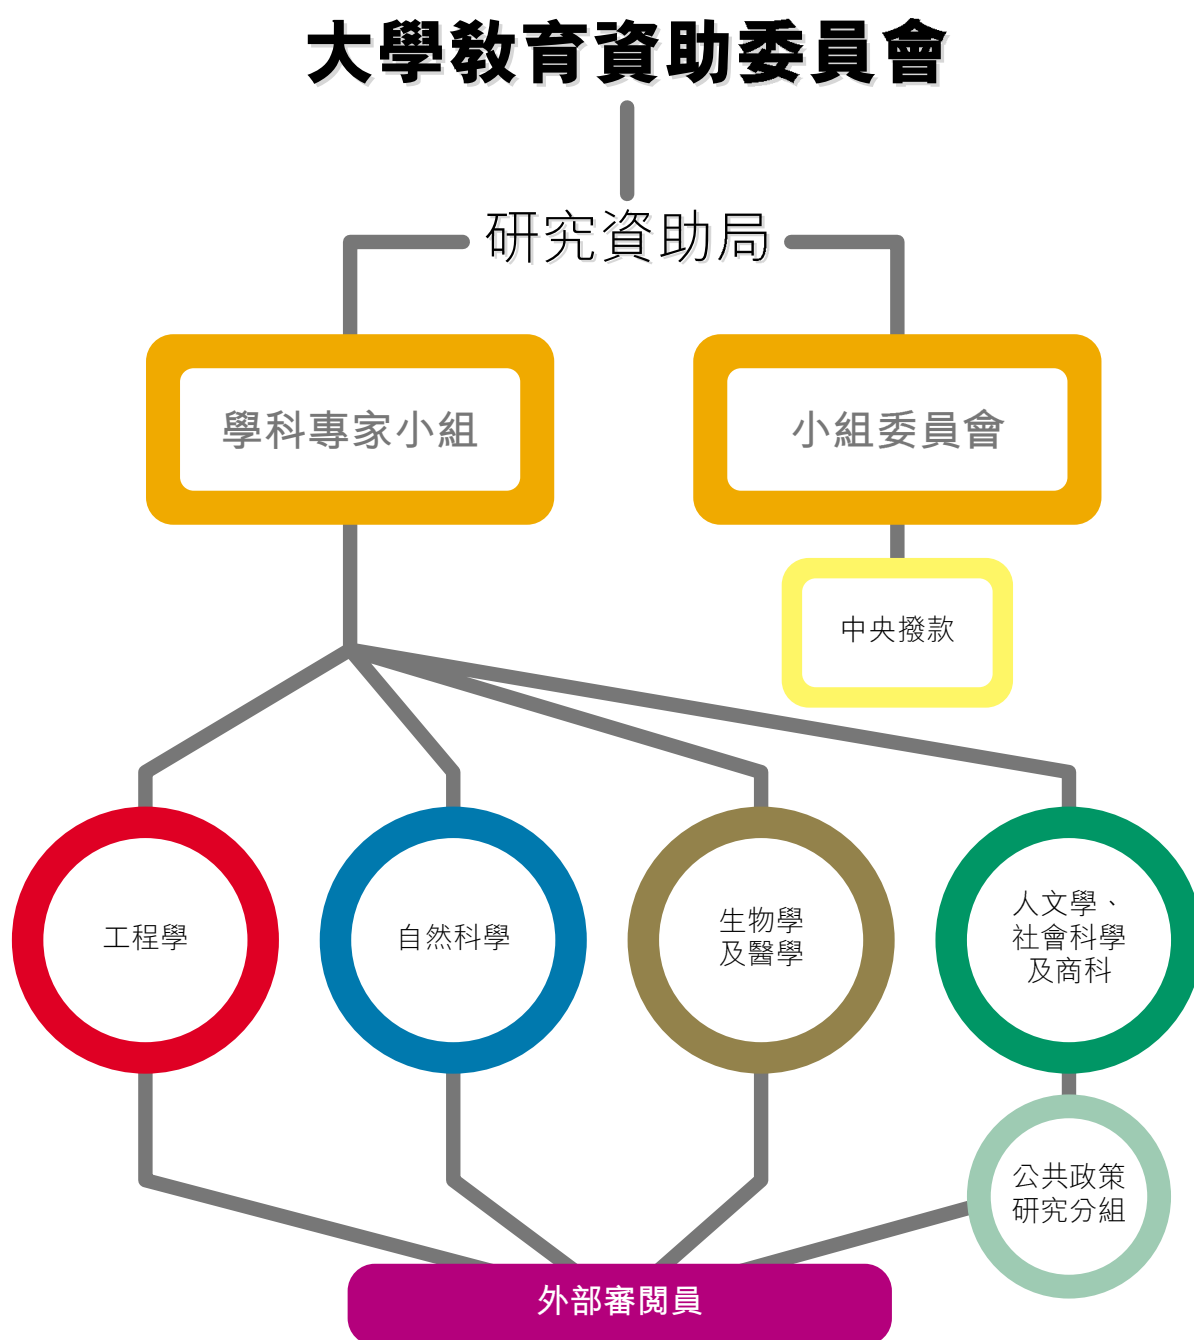 大學教育資助委員會
研究資助局
學科專家小組
小組委員會
中央撥款
工程學
自然科學
生物學
及醫學
人文學、
社會科學
及商科
公共政策
研究分組
外部審閱員